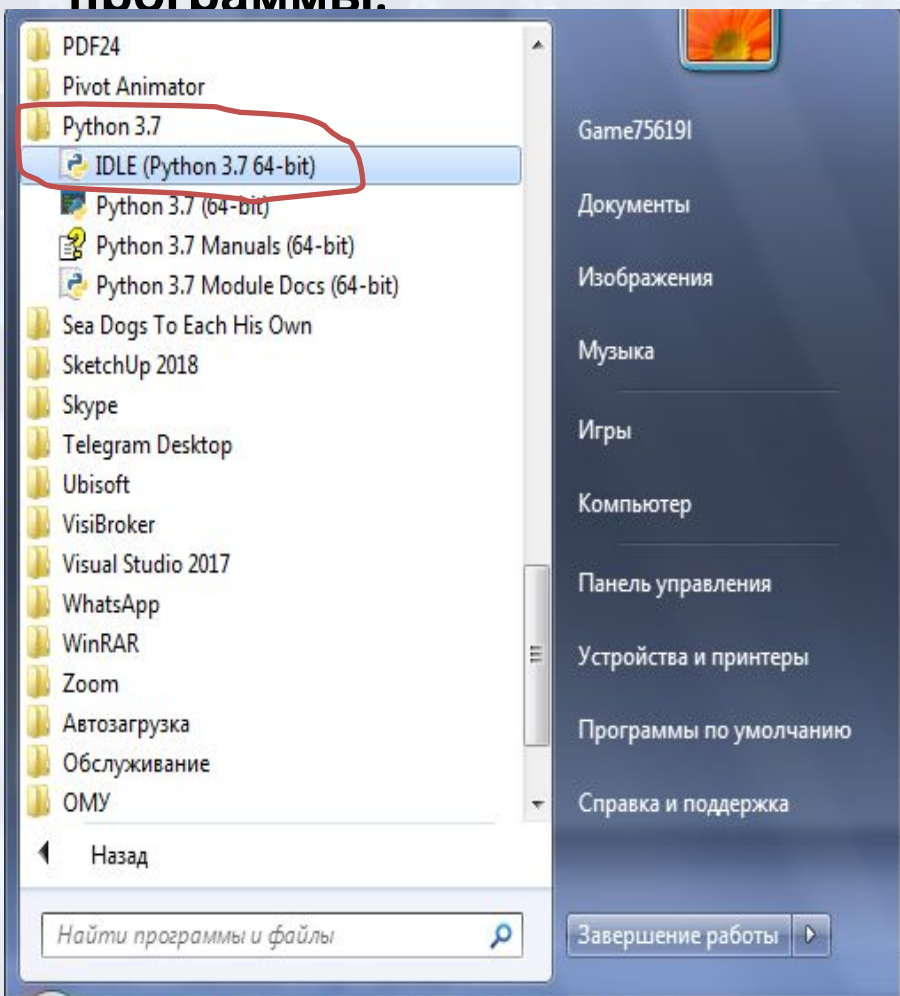 программы.
PDF24
Pivot Animator
Python 3.7
IDLE (Python 3.7 64-bit)
Python 3.7 (64-bit)
Python 3.7 Manuals (64-bit)
Python 3.7 Module Docs (64-bit)
Sea Dogs To Each His Own
SketchUp 2018
Skype
Telegram Desktop
Ubisoft
VisiBroker
Visual Studio 2017
WhatsApp
WinRAR
Zoom
Автозагрузка
Обслуживание
ОМУ
Назад
Найти программы и файлы
Game75619I
Документы
Изображения
Музыка
Игры
Компьютер
Панель управления
Устройства и принтеры
Программы по умолчанию
Справка и поддержка
Завершение работы